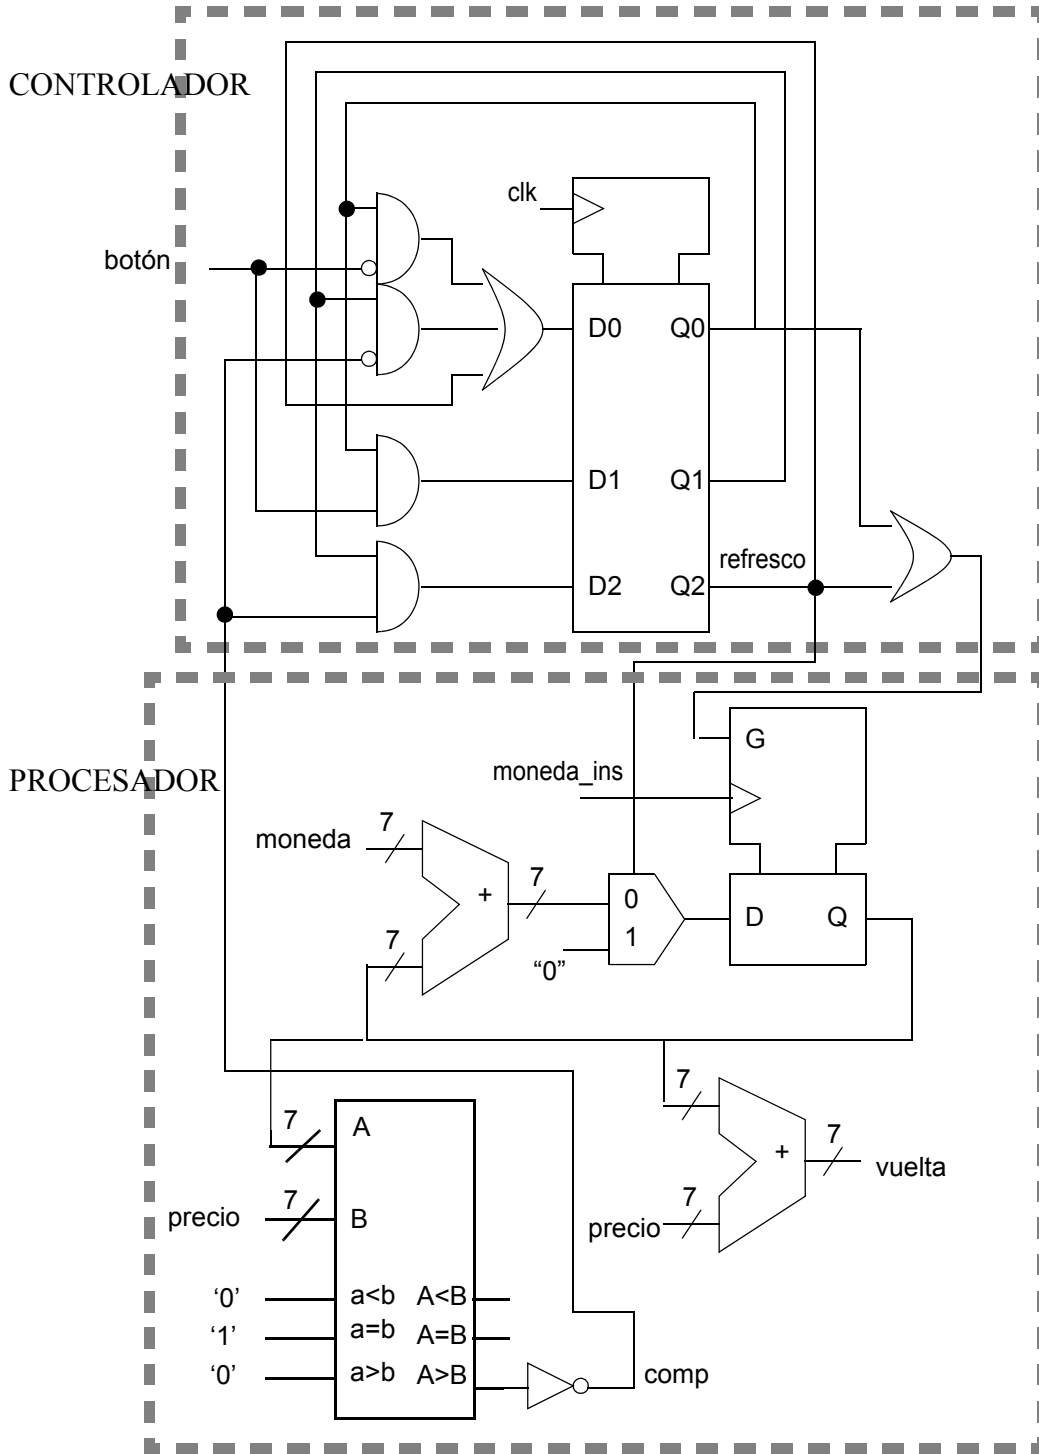 CONTROLADOR
clk
botón
D0 Q0
D1 Q1
refresco
D2 Q2
PROCESADOR
G
moneda_ins
7
moneda
+
7
0
1
D Q
7
"0"
7
A
7
7
+
vuelta
7
precio
B
7
precio
'0'
a<b A<B
'1'
a=b A=B
'0'
a>b A>B
comp